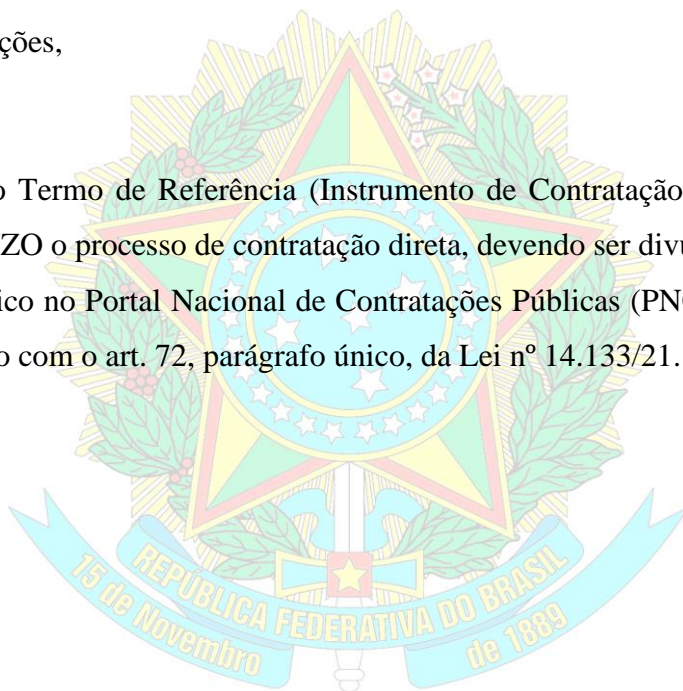 ções,
o Termo de Referência (Instrumento de Contratação
ZO o processo de contratação direta, devendo ser divu
ico no Portal Nacional de Contratações Públicas (PN
o com o art. 72, parágrafo único, da Lei nº 14.133/21.
REPÚBLICA FEDERATIVA DO BRASIL
15 de Novembro
de 1889